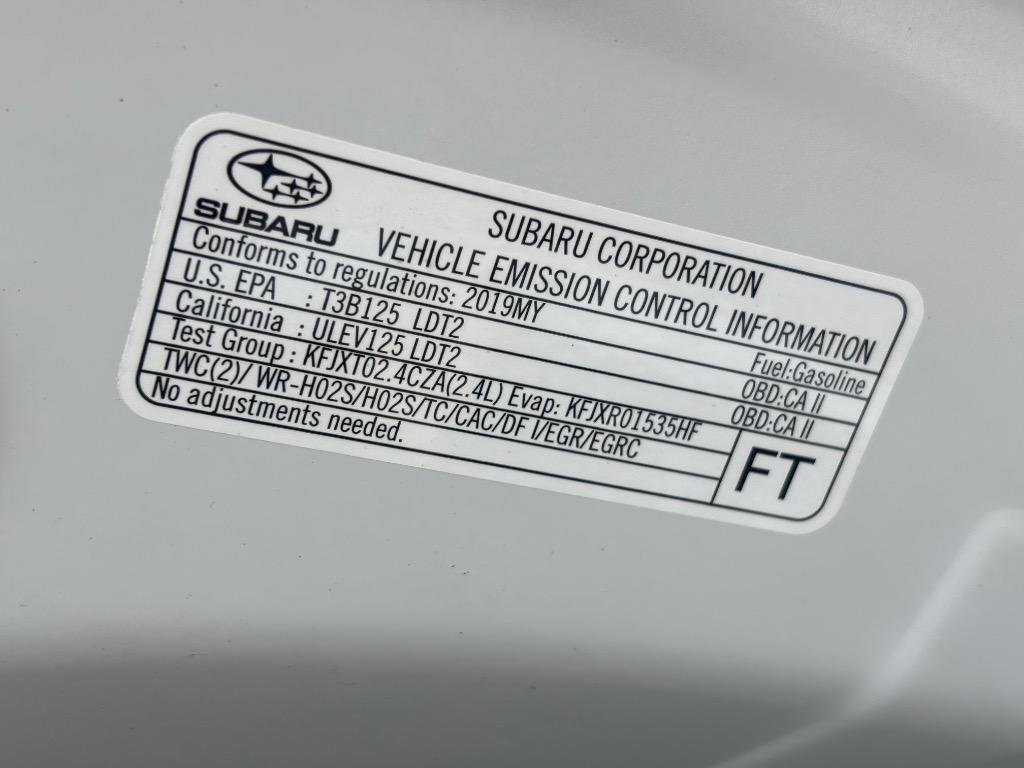 SUBARU
SUBARU CORPORATION
VEHICLE EMISSION CONTROL INFORMATION
Conforms to regulations: 2019MY Fuel:Gasoline
U.S. EPA : T3B125 LDT2 OBD:CA II
California : ULEV125 LDT2 OBD:CA II
Test Group : KFJXT02.4CZA(2.4L) Evap: KFJXR01535HF
TWC(2)/ WR-HO2S/HO2S/TC/CAC/DF I/EGR/EGRC
No adjustments needed.
FT